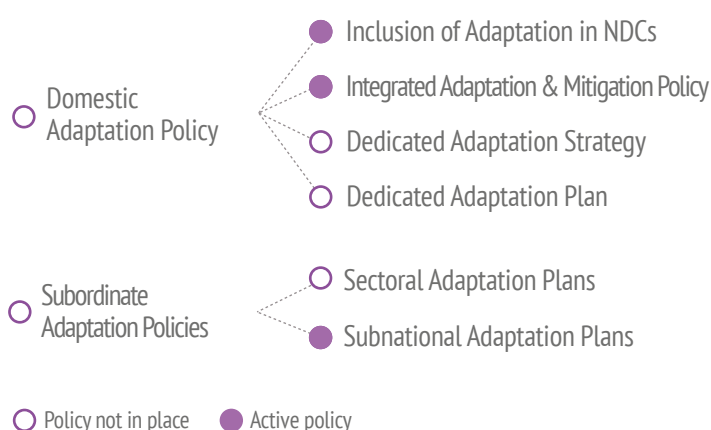 Domestic
Adaptation Policy
Inclusion of Adaptation in NDCs
Integrated Adaptation & Mitigation Policy
Dedicated Adaptation Strategy
Dedicated Adaptation Plan
Subordinate
Adaptation Policies
Sectoral Adaptation Plans
Subnational Adaptation Plans
Policy not in place Active policy